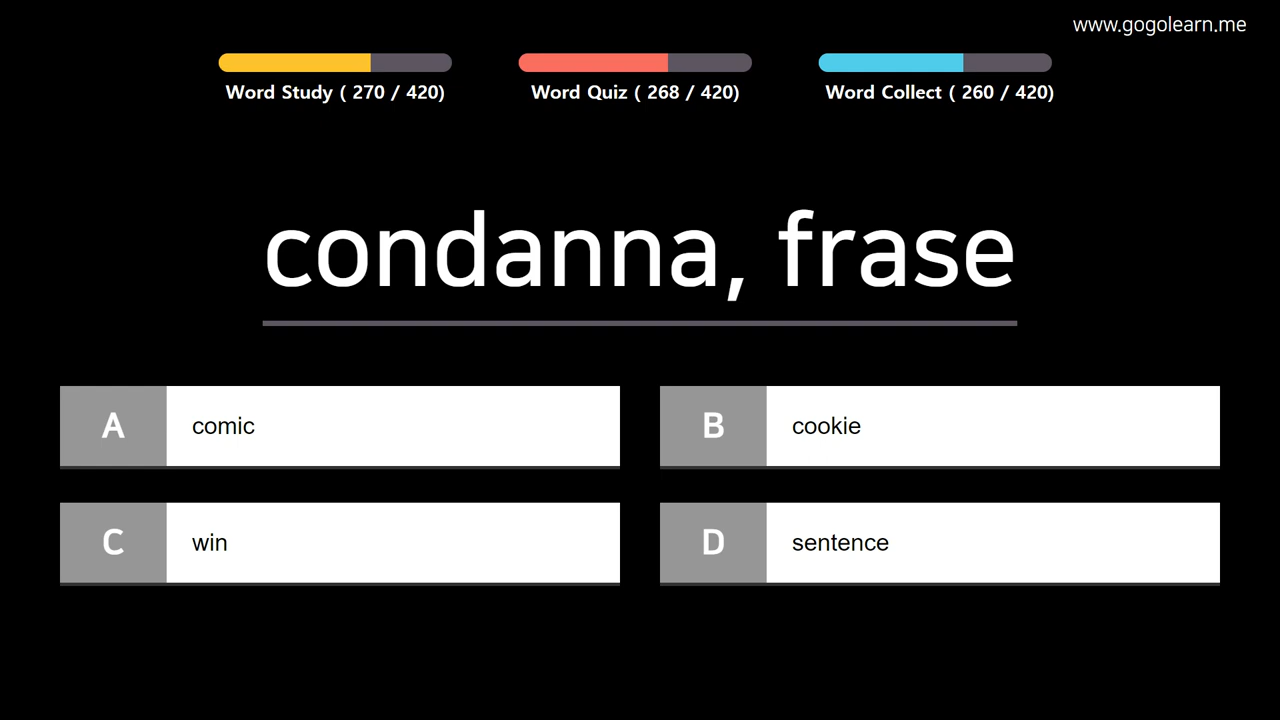 www.gogolearn.me
Word Study ( 270 / 420)
Word Quiz ( 268 / 420)
Word Collect ( 260 / 420)
condanna, frase
A comic
B cookie
C win
D sentence